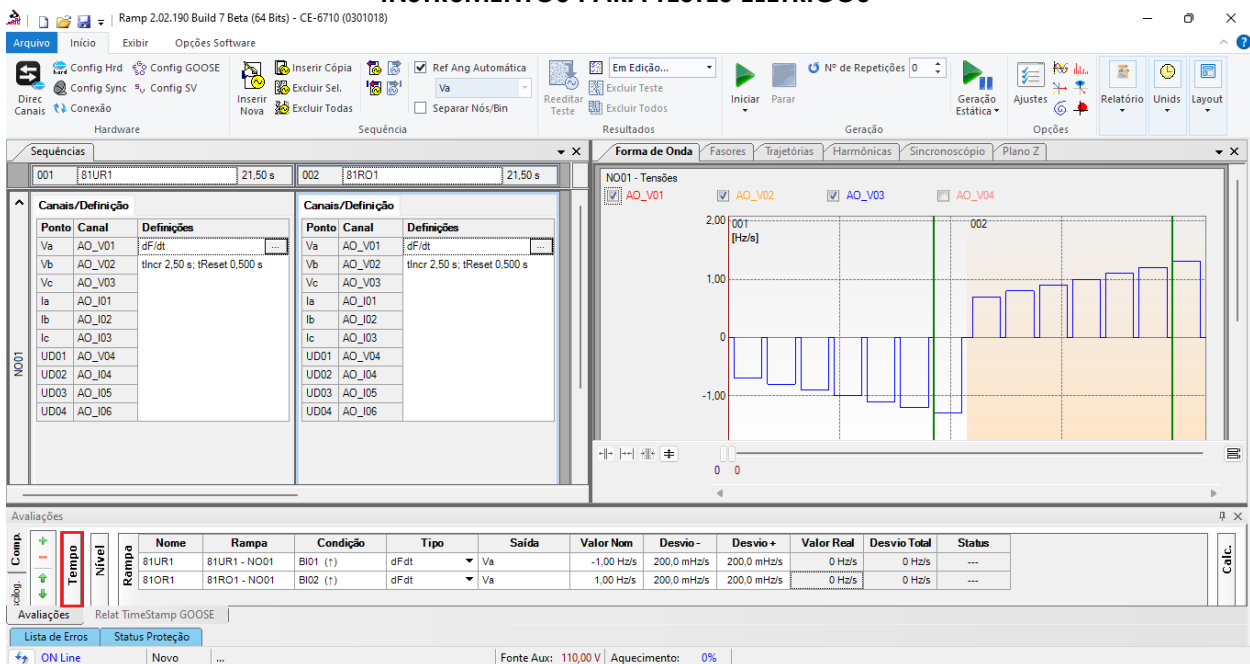 INSTRUMENTOS PARA TESTES ELÉTRICOS
Ramp 2.02.190 Build 7 Beta (64 Bits) - CE-6710 (0301018)
Arquivo Início Exibir Opções Software
Direc Canais
Config Hrd Config GOOSE
Config Sync Config SV
Conexão
Hardware
Inserir Nova
Inserir Cópia
Excluir Sel.
Excluir Todas
Ref Ang Automática
Va
Separar Nós/Bin
Sequência
Reeditar Teste
Em Edição...
Excluir Teste
Excluir Todos
Resultados
Iniciar Parar
Nº de Repetições 0
Geração Estática
Geração
Ajustes
Opções
Relatório Unids Layout
Sequências
001 81UR1 21,50 s 002 81RO1 21,50 s
NO01
Canais/Definição Canais/Definição
Ponto Canal Definições Ponto Canal Definições
Va AO_V01 dF/dt ... Va AO_V01 dF/dt ...
Vb AO_V02 tIncr 2,50 s; tReset 0,500 s Vb AO_V02 tIncr 2,50 s; tReset 0,500 s
Vc AO_V03 Vc AO_V03
Ia AO_I01 Ia AO_I01
Ib AO_I02 Ib AO_I02
Ic AO_I03 Ic AO_I03
UD01 AO_V04 UD01 AO_V04
UD02 AO_I04 UD02 AO_I04
UD03 AO_I05 UD03 AO_I05
UD04 AO_I06 UD04 AO_I06
Forma de Onda Fasores Trajetórias Harmônicas Sincronoscópio Plano Z
NO01 - Tensões
AO_V01 AO_V02 AO_V03 AO_V04
2,00 001 002
[Hz/s]
1,00
0
-1,00
0 0
Avaliações
Comp.
Tempo
Nível
Rampa
Calc.
Nome Rampa Condição Tipo Saída Valor Nom Desvio - Desvio + Valor Real Desvio Total Status
81UR1 81UR1 - NO01 BI01 (↑) dFdt Va -1,00 Hz/s 200,0 mHz/s 200,0 mHz/s 0 Hz/s 0 Hz/s ---
81OR1 81RO1 - NO01 BI02 (↑) dFdt Va 1,00 Hz/s 200,0 mHz/s 200,0 mHz/s 0 Hz/s 0 Hz/s ---
Avaliações Relat TimeStamp GOOSE
Lista de Erros Status Proteção
ON Line Novo ... Fonte Aux: 110,00 V Aquecimento: 0%